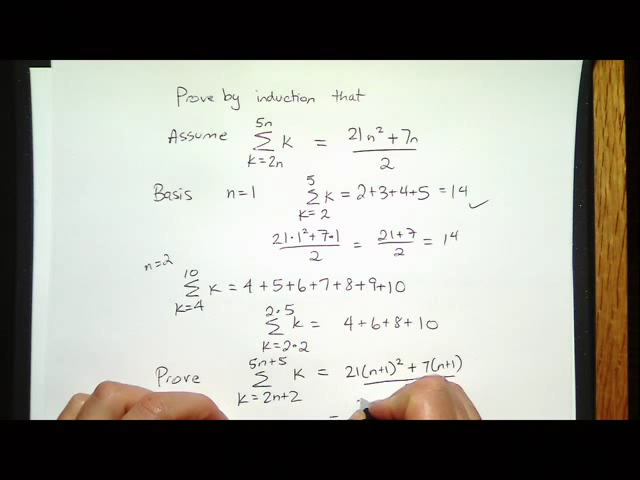 Prove by induction that
Assume ∑_{k=2n}^{5n} k = (21n² + 7n)/2
Basis n=1 ∑_{k=2}^{5} k = 2+3+4+5 = 14 ✓
(21·1² + 7·1)/2 = (21+7)/2 = 14
n=2 ∑_{k=4}^{10} k = 4+5+6+7+8+9+10
∑_{k=2·2}^{2·5} k = 4+6+8+10
Prove ∑_{k=2n+2}^{5n+5} k = 21(n+1)² + 7(n+1)
=